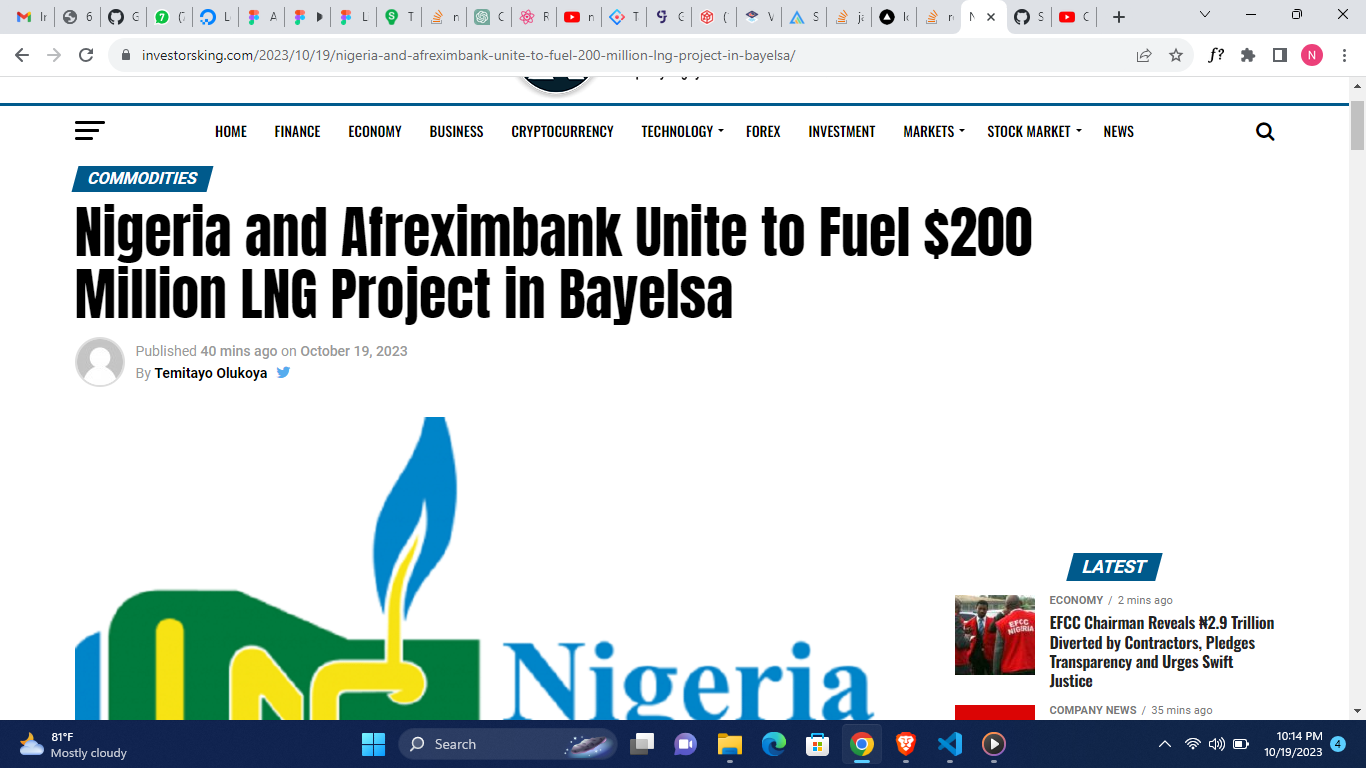 investorsking.com/2023/10/19/nigeria-and-afreximbank-unite-to-fuel-200-million-lng-project-in-bayelsa/
f?
N
HOME FINANCE ECONOMY BUSINESS CRYPTOCURRENCY TECHNOLOGY FOREX INVESTMENT MARKETS STOCK MARKET NEWS
COMMODITIES
Nigeria and Afreximbank Unite to Fuel $200
Million LNG Project in Bayelsa
Published 40 mins ago on October 19, 2023
By Temitayo Olukoya
LNG
Nigeria
LATEST
EFCC
NIGERIA
ECONOMY / 2 mins ago
EFCC Chairman Reveals ₦2.9 Trillion
Diverted by Contractors, Pledges
Transparency and Urges Swift
Justice
COMPANY NEWS / 35 mins ago
81°F
Mostly cloudy
Search
10:14 PM
10/19/2023
4